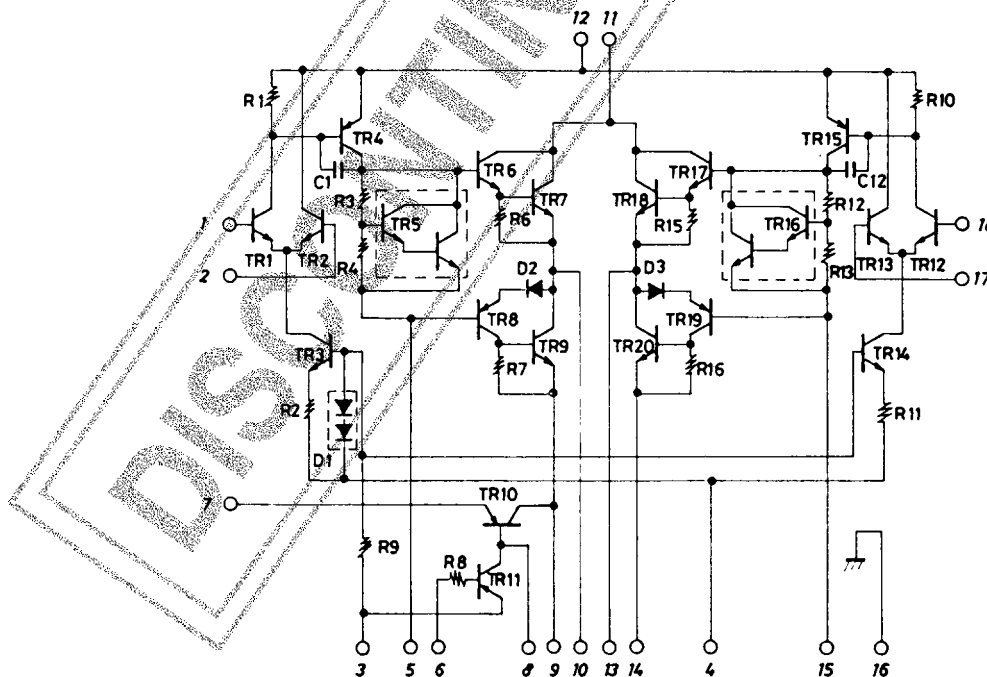 12 11
R1 R10
TR4 TR15
C1 TR6 TR17 C12
R3 TR7 TR18 R12
1 TR5 R6 R15 TR16 18
TR1 TR2 R4 R13 TR13 TR12
2 17
D2 D3
TR8 TR19
TR3 TR9 TR20 TR14
R7 R16
R2 R11
D1
7 TR10
R9 R8 TR11
3 5 6 8 9 10 13 14 4 15 16